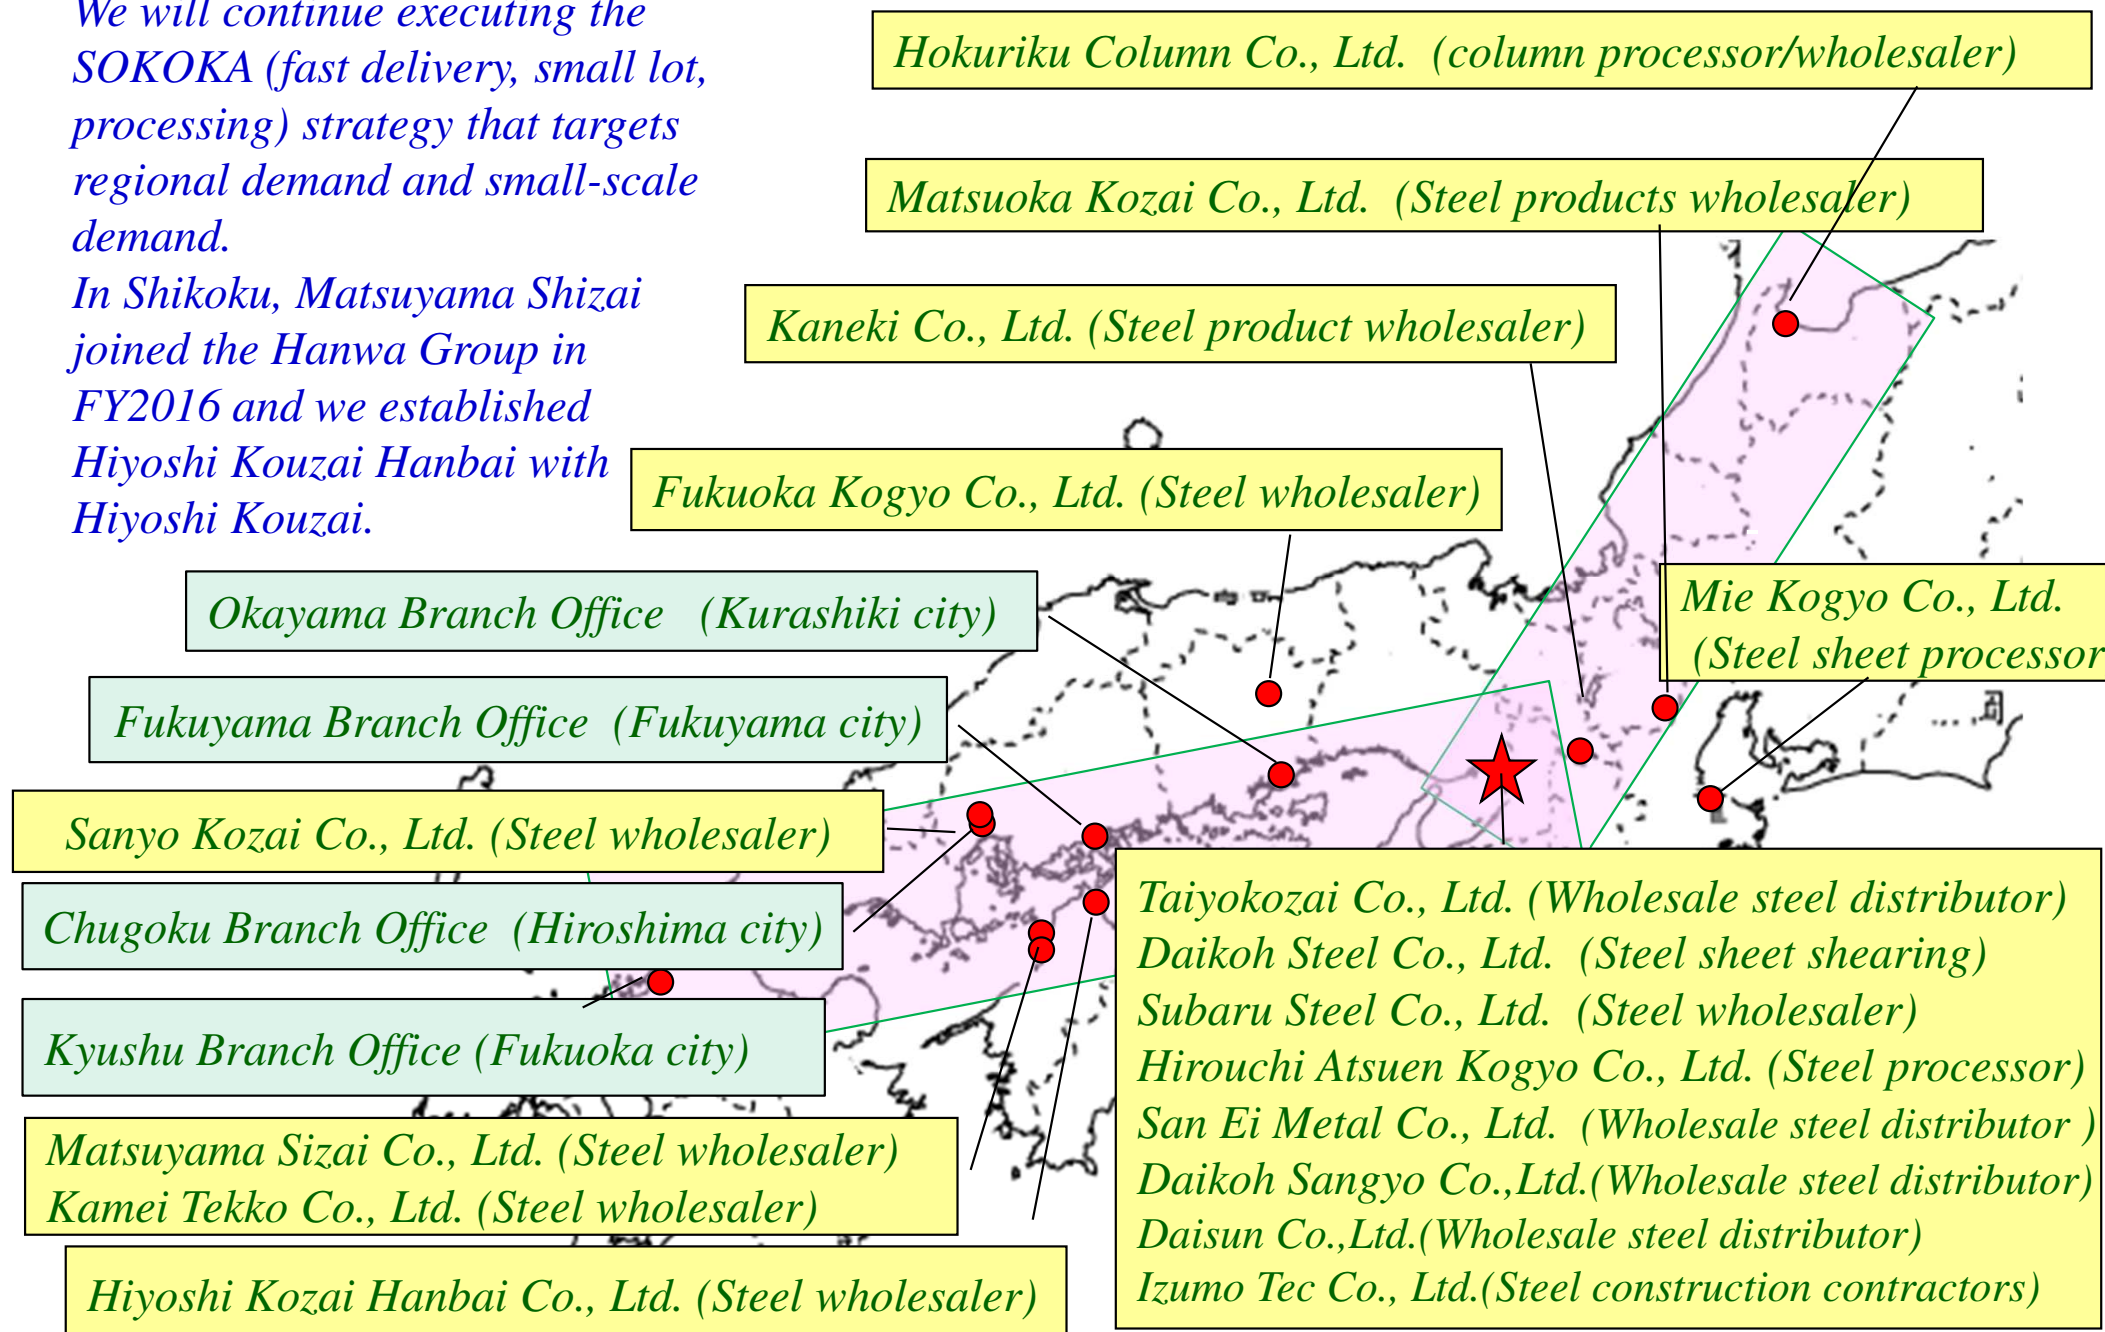 We will continue executing the
SOKOKA (fast delivery, small lot,
processing) strategy that targets
regional demand and small-scale
demand.
In Shikoku, Matsuyama Shizai
joined the Hanwa Group in
FY2016 and we established
Hiyoshi Kouzai Hanbai with
Hiyoshi Kouzai.
Hokuriku Column Co., Ltd. (column processor/wholesaler)
Matsuoka Kozai Co., Ltd. (Steel products wholesaler)
Kaneki Co., Ltd. (Steel product wholesaler)
Fukuoka Kogyo Co., Ltd. (Steel wholesaler)
Mie Kogyo Co., Ltd.
(Steel sheet processor
Okayama Branch Office (Kurashiki city)
Fukuyama Branch Office (Fukuyama city)
Sanyo Kozai Co., Ltd. (Steel wholesaler)
Chugoku Branch Office (Hiroshima city)
Kyushu Branch Office (Fukuoka city)
Matsuyama Sizai Co., Ltd. (Steel wholesaler)
Kamei Tekko Co., Ltd. (Steel wholesaler)
Hiyoshi Kozai Hanbai Co., Ltd. (Steel wholesaler)
Taiyokozai Co., Ltd. (Wholesale steel distributor)
Daikoh Steel Co., Ltd. (Steel sheet shearing)
Subaru Steel Co., Ltd. (Steel wholesaler)
Hirouchi Atsuen Kogyo Co., Ltd. (Steel processor)
San Ei Metal Co., Ltd. (Wholesale steel distributor )
Daikoh Sangyo Co.,Ltd.(Wholesale steel distributor)
Daisun Co.,Ltd.(Wholesale steel distributor)
Izumo Tec Co., Ltd.(Steel construction contractors)